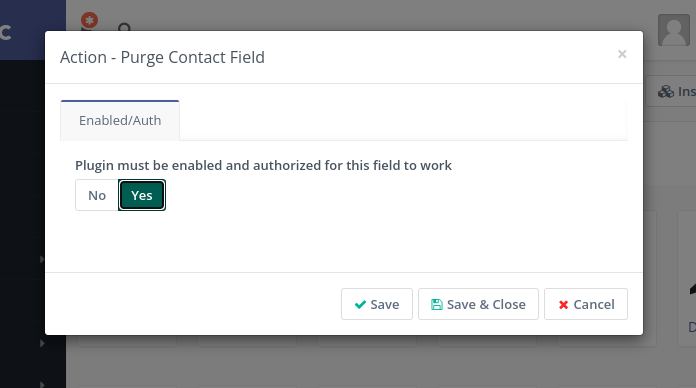 c
Action - Purge Contact Field
×
Ins
Enabled/Auth
Plugin must be enabled and authorized for this field to work
No Yes
Save Save & Close Cancel
D